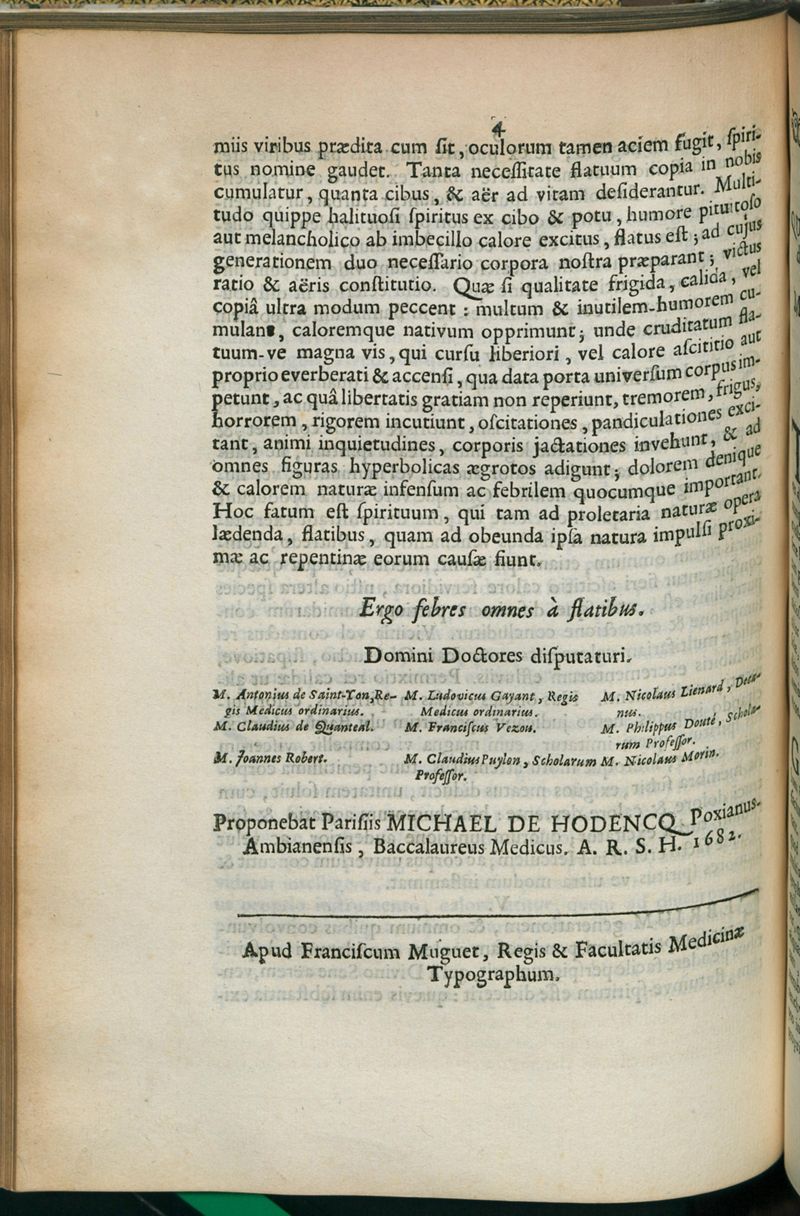 4
miis viribus prædita cum ſit, oculorum tamen aciem fugit, ſpiri-
tus nomine gaudet. Tanta neceſſitate flatuum copia in nobis
cumulatur, quanta cibus, & aër ad vitam deſiderantur. Multi-
tudo quippe halituoſi ſpiritus ex cibo & potu, humore pituitoſo
aut melancholico ab imbecillo calore excitus, flatus eſt; ad cujus
generationem duo neceſſario corpora noſtra præparant; victus
ratio & aëris conſtitutio. Quæ ſi qualitate frigida, calida, vel
copiâ ultra modum peccent: multum & inutilem-humorem cu-
mulant, caloremque nativum opprimunt; unde cruditatum fla-
tuum-ve magna vis, qui curſu liberiori, vel calore aſcititio aut
proprio everberati & accenſi, qua data porta univerſum corpus im-
petunt, ac quâ libertatis gratiam non reperiunt, tremorem, frigus,
horrorem, rigorem incutiunt, oſcitationes, pandiculationes exci-
tant, animi inquietudines, corporis jactationes invehunt, & ad
omnes figuras hyperbolicas ægrotos adigunt; dolorem denique
& calorem naturæ infenſum ac febrilem quocumque important.
Hoc fatum eſt ſpirituum, qui tam ad proletaria naturæ opera
lædenda, flatibus, quam ad obeunda ipſa natura impulſi proxi-
mæ ac repentinæ eorum cauſæ fiunt.
Ergo febres omnes à flatibus.
Domini Doctores diſputaturi.
M. Antonius de Saint-Yon, Re- M. Ludovicus Gayant, Regis M. Nicolaus Lienard, Deca-
gis Medicus ordinarius. Medicus ordinarius. nus.
M. Claudius de Quanteal. M. Franciſcus Vezou. M. Philippus Douté, Schola-
rum Profeſſor.
M. Joannes Robert. M. Claudius Puylon, Scholarum M. Nicolaus Morin.
Profeſſor.
Proponebat Pariſiis MICHAEL DE HODENCQ Poxianus-
Ambianenſis, Baccalaureus Medicus. A. R. S. H. 1682.
Apud Franciſcum Muguet, Regis & Facultatis Medicinæ
Typographum.